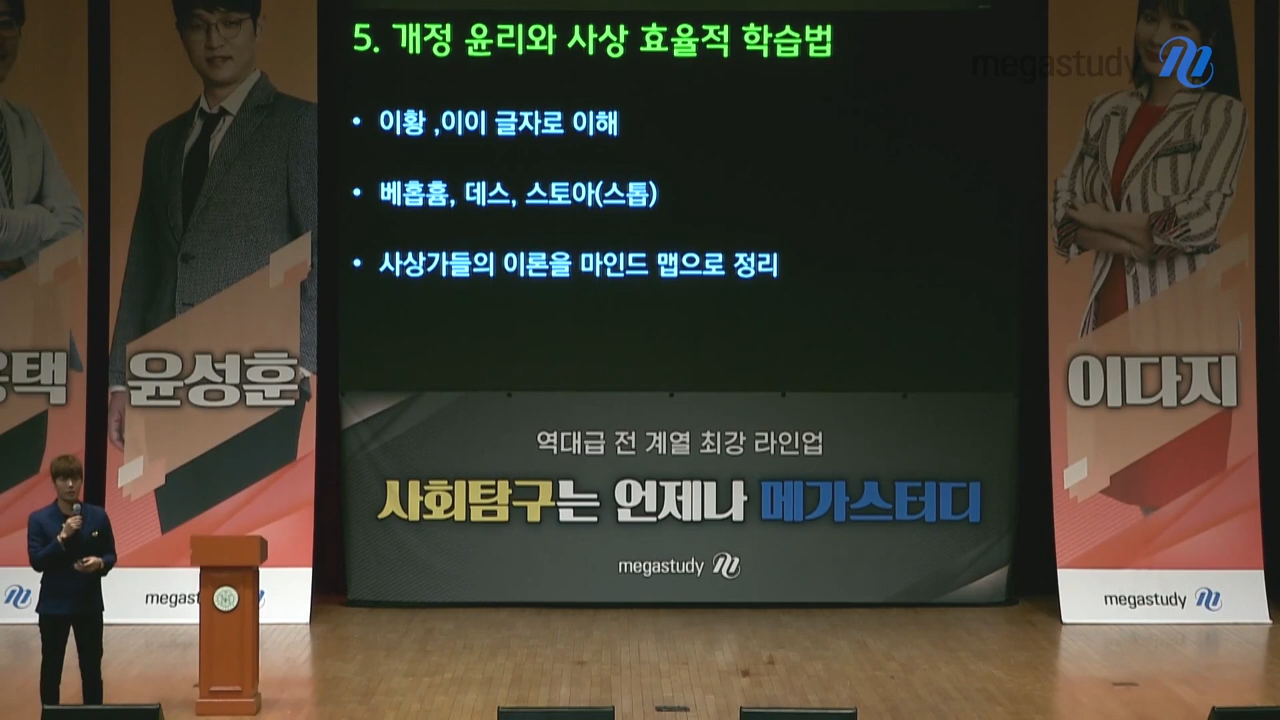 5. 개정 윤리와 사상 효율적 학습법
megastudy
• 이황 ,이이 글자로 이해
• 베홉흄, 데스, 스토아(스톱)
• 사상가들의 이론을 마인드 맵으로 정리
택
윤성훈
이다지
역대급 전 계열 최강 라인업
사회탐구는 언제나 메가스터디
megastudy
megast
megastudy